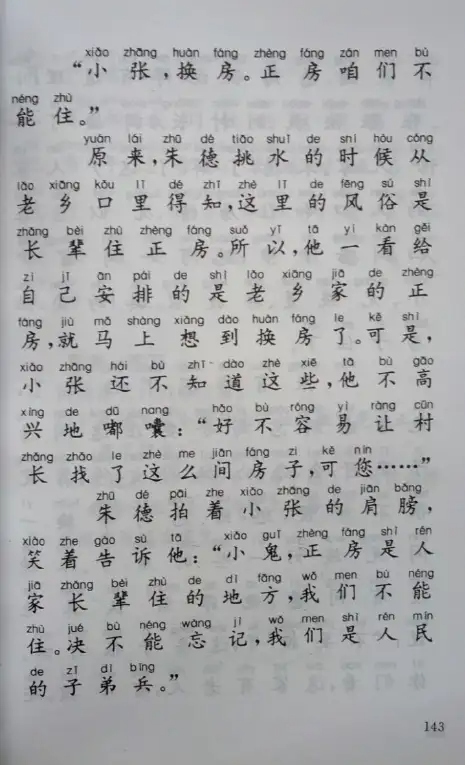 xiǎo zhāng huàn fáng zhèng fáng zán men bù
“小张,换房。正房咱们不
néng zhù
能住。”
yuán lái zhū dé tiāo shuǐ de shí hòu cóng
原来,朱德挑水的时候从
lǎo xiāng kǒu lǐ dé zhī zhè lǐ de fēng sú shì
老乡口里得知,这里的风俗是
zhǎng bèi zhù zhèng fáng suǒ yǐ tā yí kàn gěi
长辈住正房。所以,他一看给
zì jǐ ān pái de shì lǎo xiāng jiā de zhèng
自己安排的是老乡家的正
fáng jiù mǎ shàng xiǎng dào huàn fáng le kě shì
房,就马上想到换房了。可是,
xiǎo zhāng hái bù zhī dào zhè xiē tā bù gāo
小张还不知道这些,他不高
xìng de dū nang hǎo bù róng yì ràng cūn
兴地嘟囔:“好不容易让村
zhǎng zhǎo le zhè me jiān fáng zi kě nín
长找了这么间房子,可您……”
zhū dé pāi zhe xiǎo zhāng de jiān bǎng
朱德拍着小张的肩膀,
xiào zhe gào sù tā xiǎo guǐ zhèng fáng shì rén
笑着告诉他:“小鬼,正房是人
jiā zhǎng bèi zhù de dì fāng wǒ men bù néng
家长辈住的地方,我们不能
zhù jué bù néng wàng jì wǒ men shì rén mín
住。决不能忘记,我们是人民
de zǐ dì bīng
的子弟兵。”
143